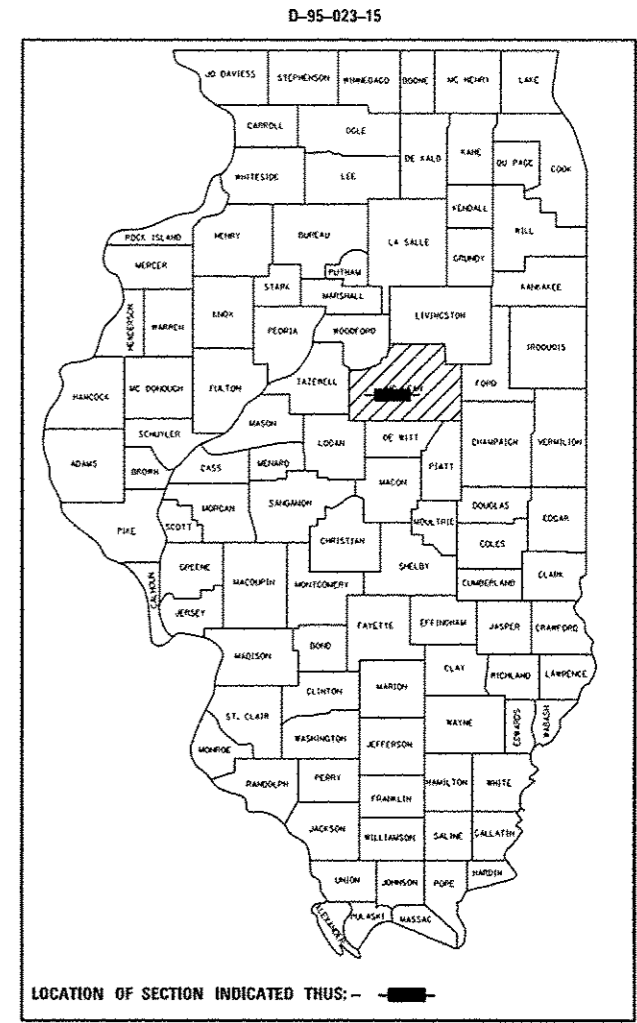 D-95-023-15
JO DAVIESS STEPHENSON WINNEBAGO BOONE MC HENRY LAKE
CARROLL OGLE
DE KALB KANE DU PAGE COOK
WHITESIDE LEE
KENDALL
ROCK ISLAND HENRY BUREAU LA SALLE GRUNDY WILL
MERCER PUTNAM
STARK MARSHALL KANKAKEE
HENDERSON WARREN KNOX PEORIA WOODFORD LIVINGSTON
IROQUOIS
HANCOCK MC DONOUGH FULTON TAZEWELL FORD
MASON
SCHUYLER LOGAN DE WITT CHAMPAIGN VERMILION
ADAMS BROWN CASS MENARD PIATT
MACON
MORGAN SANGAMON DOUGLAS EDGAR
PIKE SCOTT MOULTRIE
CHRISTIAN COLES
GREENE SHELBY
CALHOUN MACOUPIN MONTGOMERY CUMBERLAND CLARK
JERSEY
FAYETTE EFFINGHAM JASPER CRAWFORD
MADISON BOND
CLAY RICHLAND LAWRENCE
CLINTON MARION
ST. CLAIR WAYNE EDWARDS WABASH
WASHINGTON JEFFERSON
MONROE
RANDOLPH PERRY HAMILTON WHITE
FRANKLIN
JACKSON WILLIAMSON SALINE GALLATIN
UNION JOHNSON POPE HARDIN
ALEXANDER PULASKI MASSAC
LOCATION OF SECTION INDICATED THUS: -